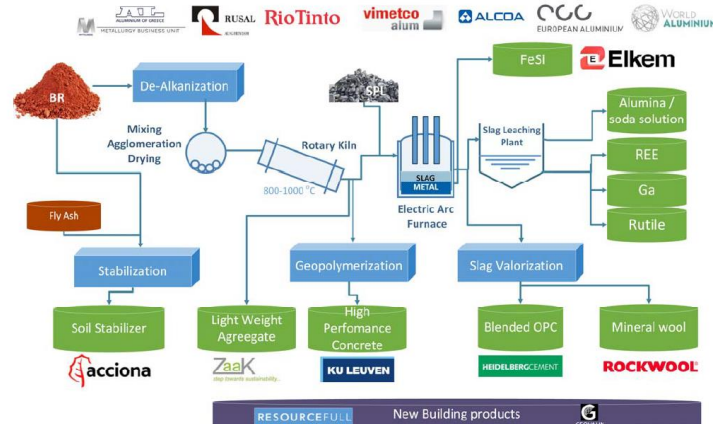 ALUMINIUM OF GREECE
METALLURGY BUSINESS UNIT
RUSAL
RioTinto
vimetco
alum
ALCOA
EUROPEAN ALUMINIUM
WORLD
ALUMINIUM
BR
De-Alkanization
SPL
FeSi
Elkem
Mixing
Agglomeration
Drying
Rotary Kiln
800-1000 °C
SLAG
METAL
Electric Arc
Furnace
Slag Leaching
Plant
Alumina /
soda solution
REE
Ga
Rutile
Fly Ash
Stabilization
Geopolymerization
Slag Valorization
Soil Stabilizer
Light Weight
Agreegate
High
Perfomance
Concrete
Blended OPC
Mineral wool
acciona
ZaaK
step towards sustainability
KU LEUVEN
HEIDELBERGCEMENT
ROCKWOOL®
RESOURCEFULL
New Building products